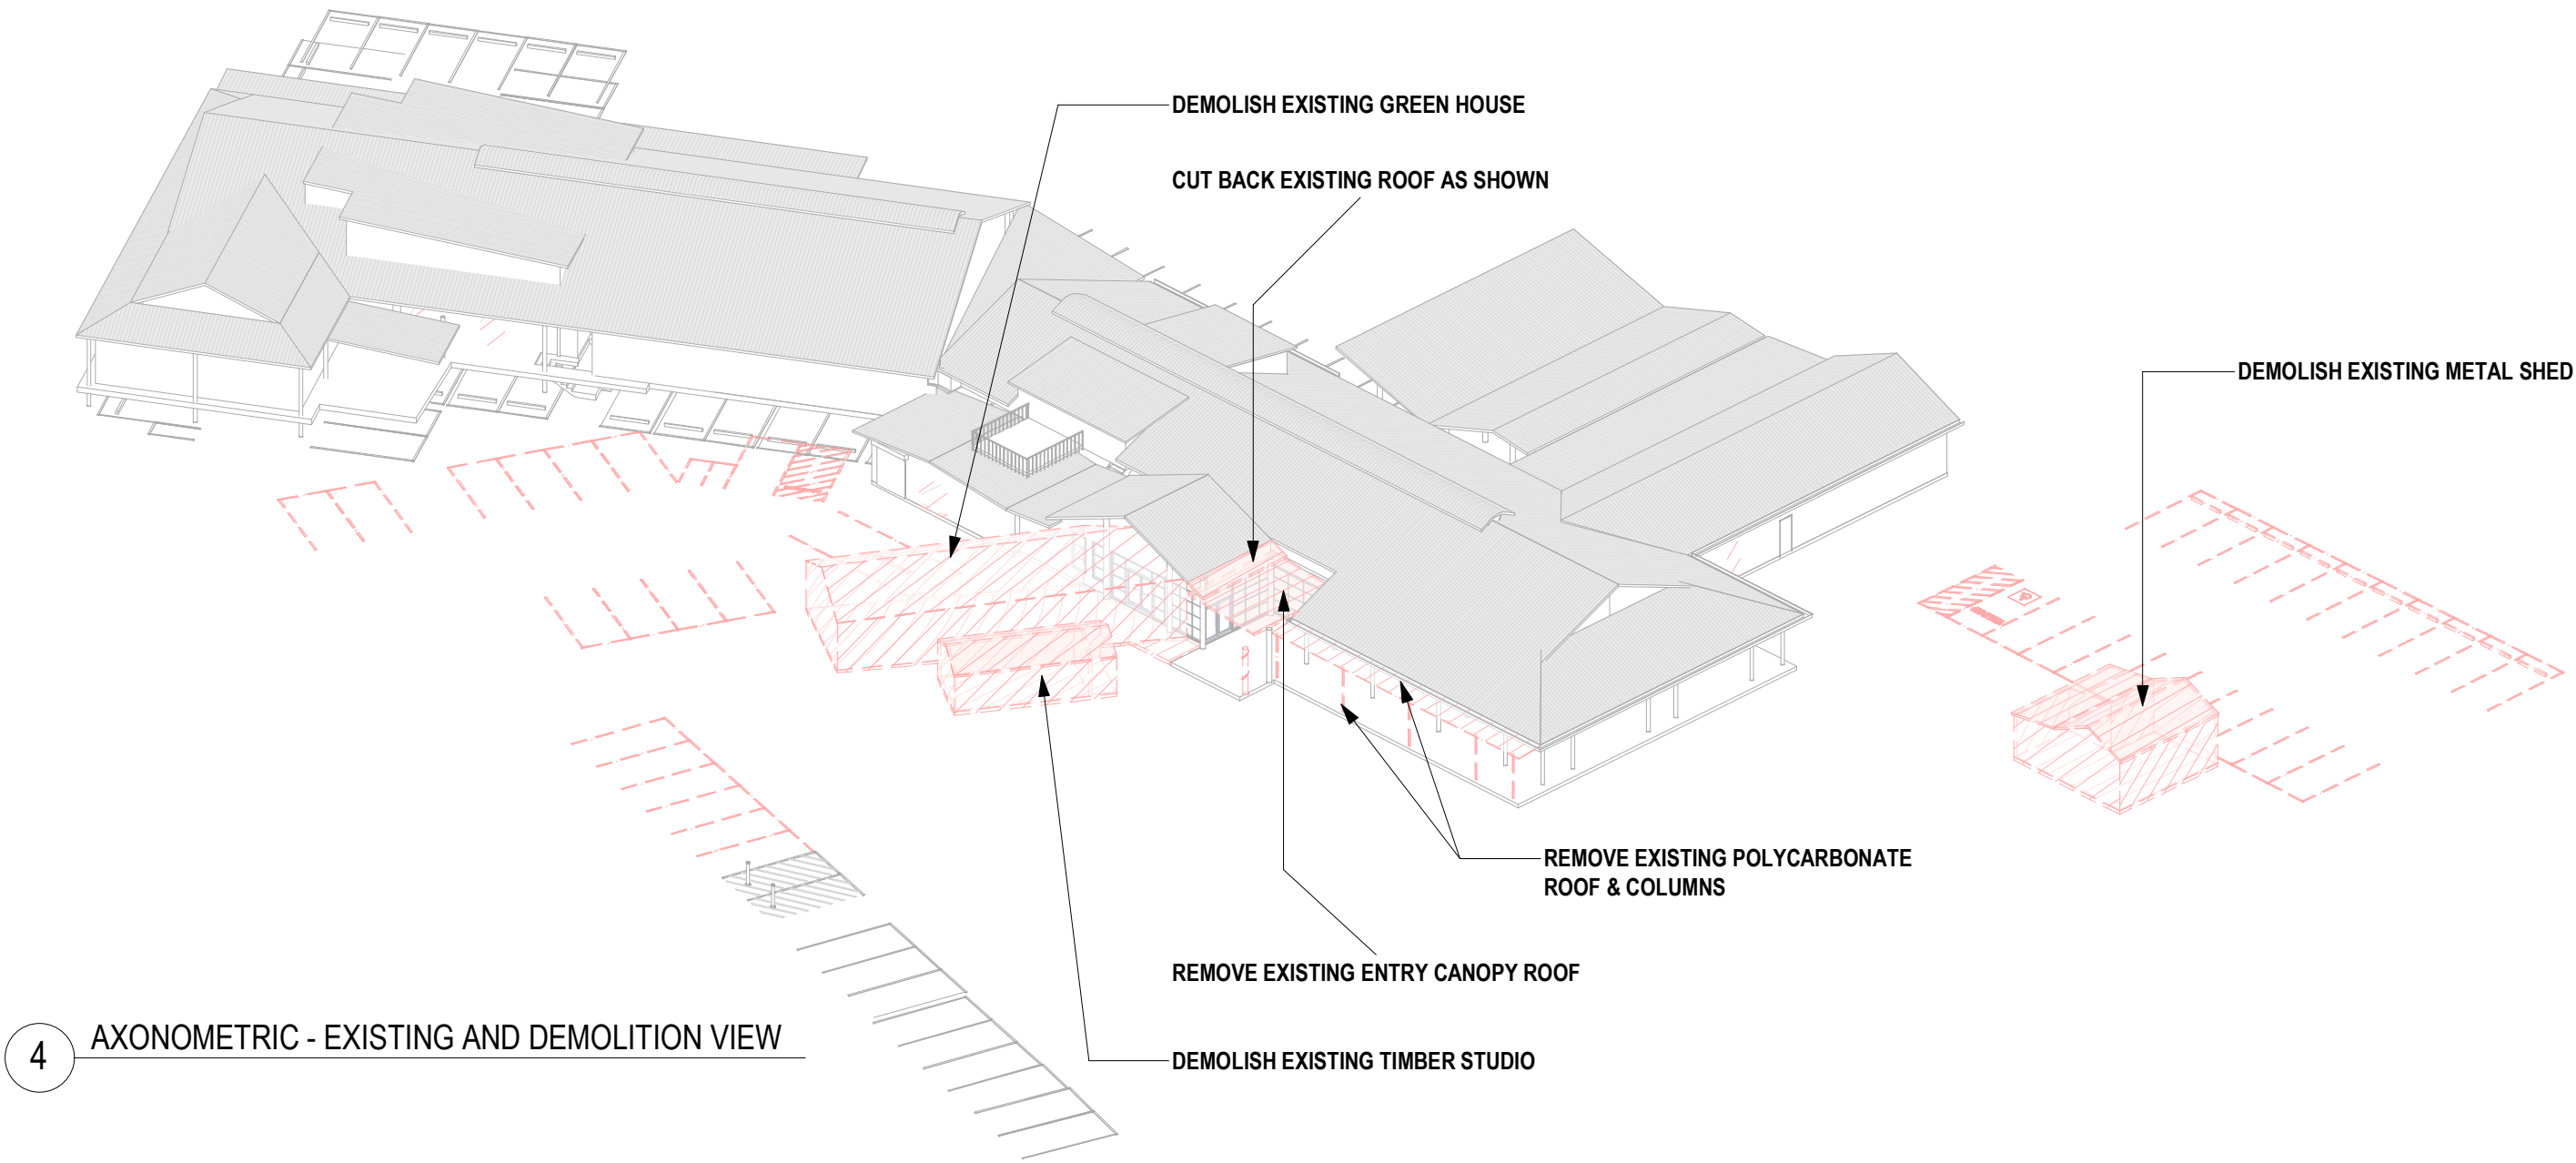 DEMOLISH EXISTING GREEN HOUSE
CUT BACK EXISTING ROOF AS SHOWN
DEMOLISH EXISTING METAL SHED
REMOVE EXISTING POLYCARBONATE
ROOF & COLUMNS
REMOVE EXISTING ENTRY CANOPY ROOF
DEMOLISH EXISTING TIMBER STUDIO
4
AXONOMETRIC - EXISTING AND DEMOLITION VIEW